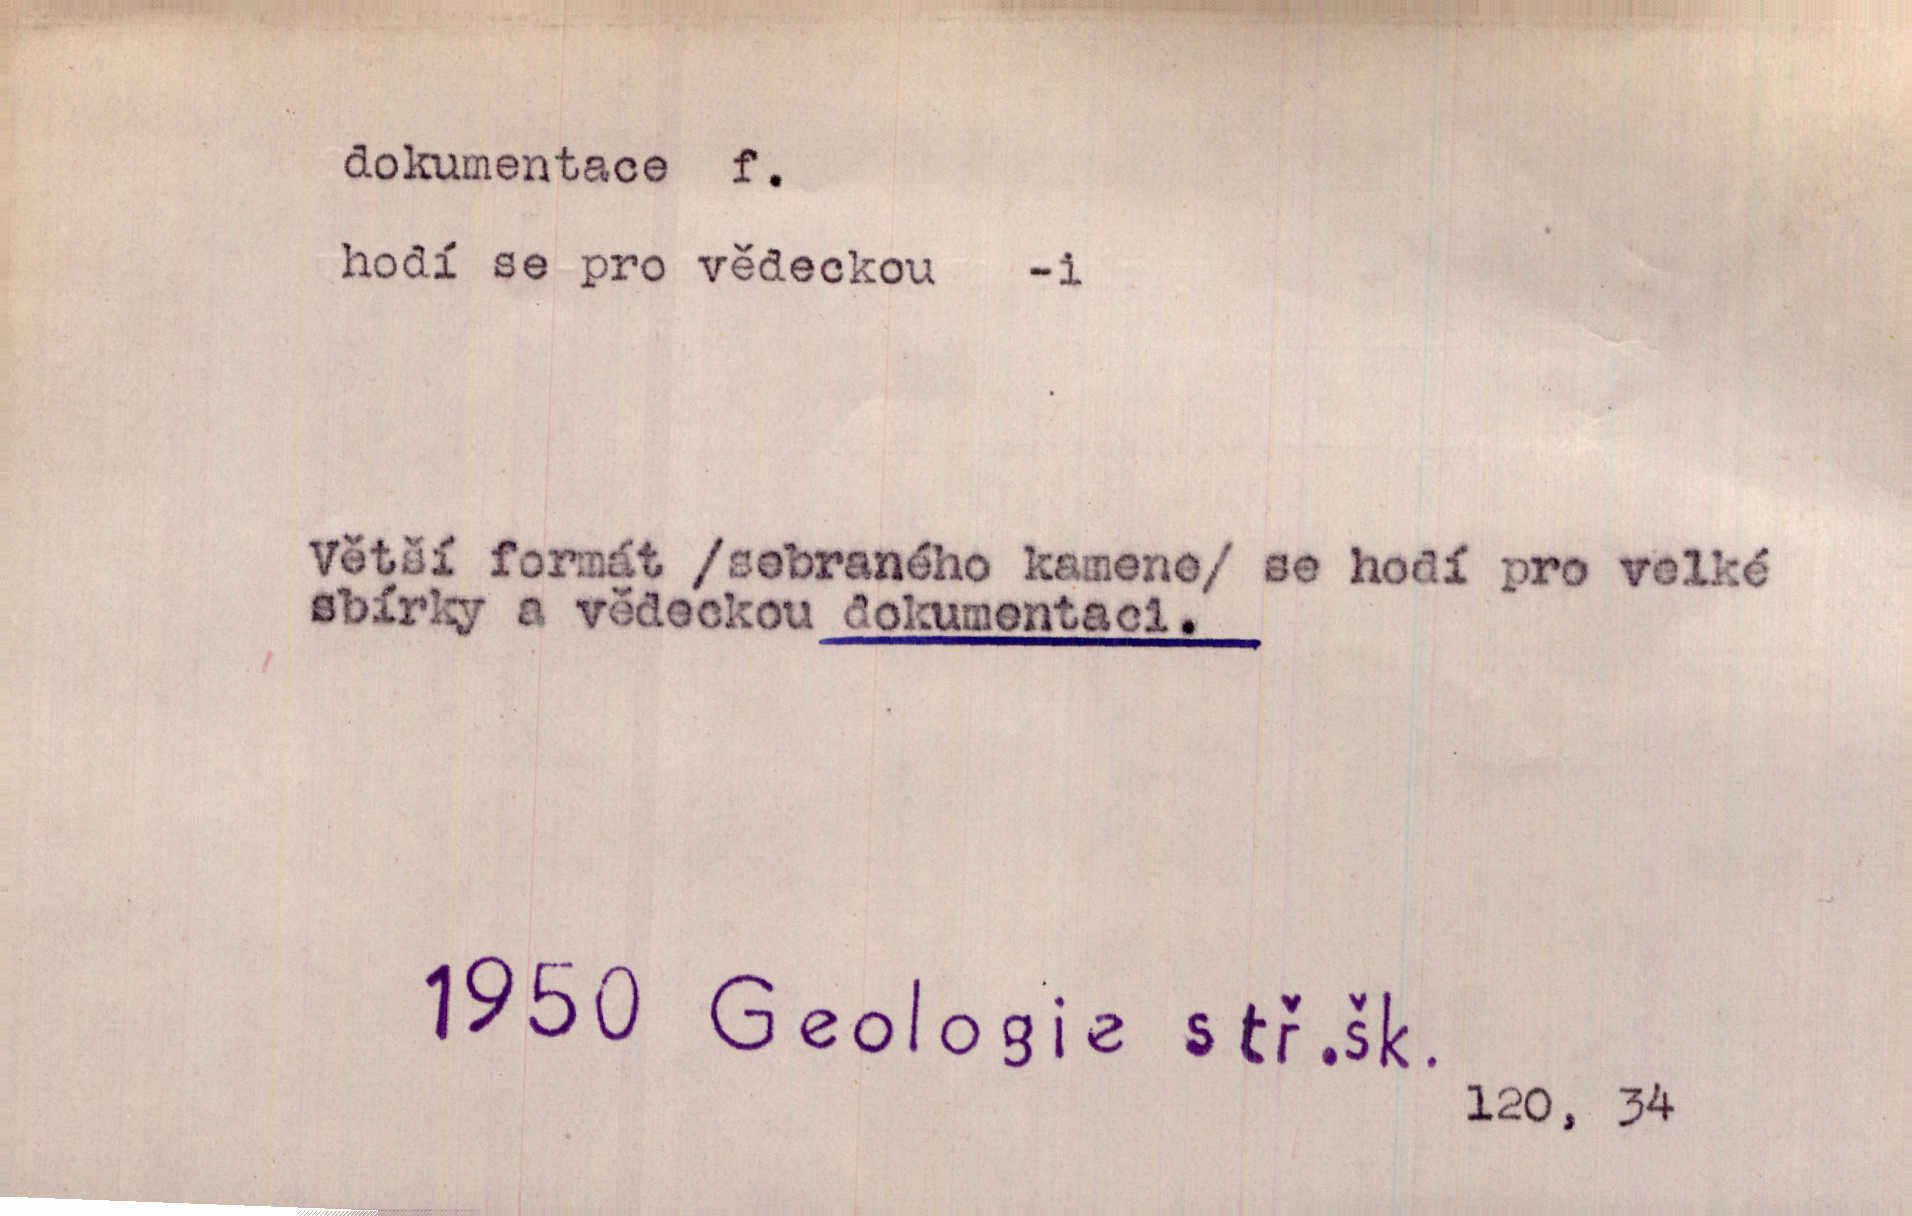 dokumentace f.
hodí se pro vědeckou -i
Větší formát /sebraného kamene/ se hodí pro velké
sbírky a vědeckou dokumentaci.
1950 Geologie stř.šk.
120, 34